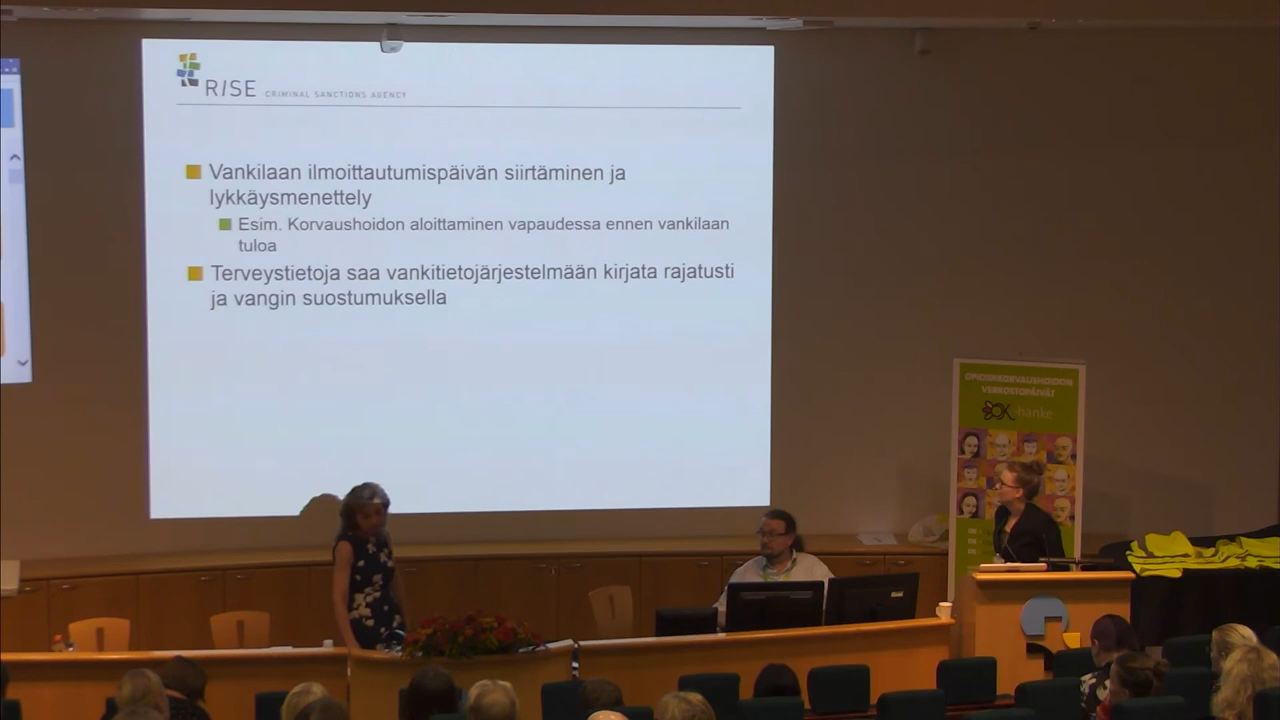 RISE CRIMINAL SANCTIONS AGENCY
Vankilaan ilmoittautumispäivän siirtäminen ja
lykkäysmenettely
Esim. Korvaushoidon aloittaminen vapaudessa ennen vankilaan
tuloa
Terveystietoja saa vankitietojärjestelmään kirjata rajatusti
ja vangin suostumuksella
OPIOIDIKORVAUSHOIDON
VERKOSTOPÄIVÄT
OK-hanke